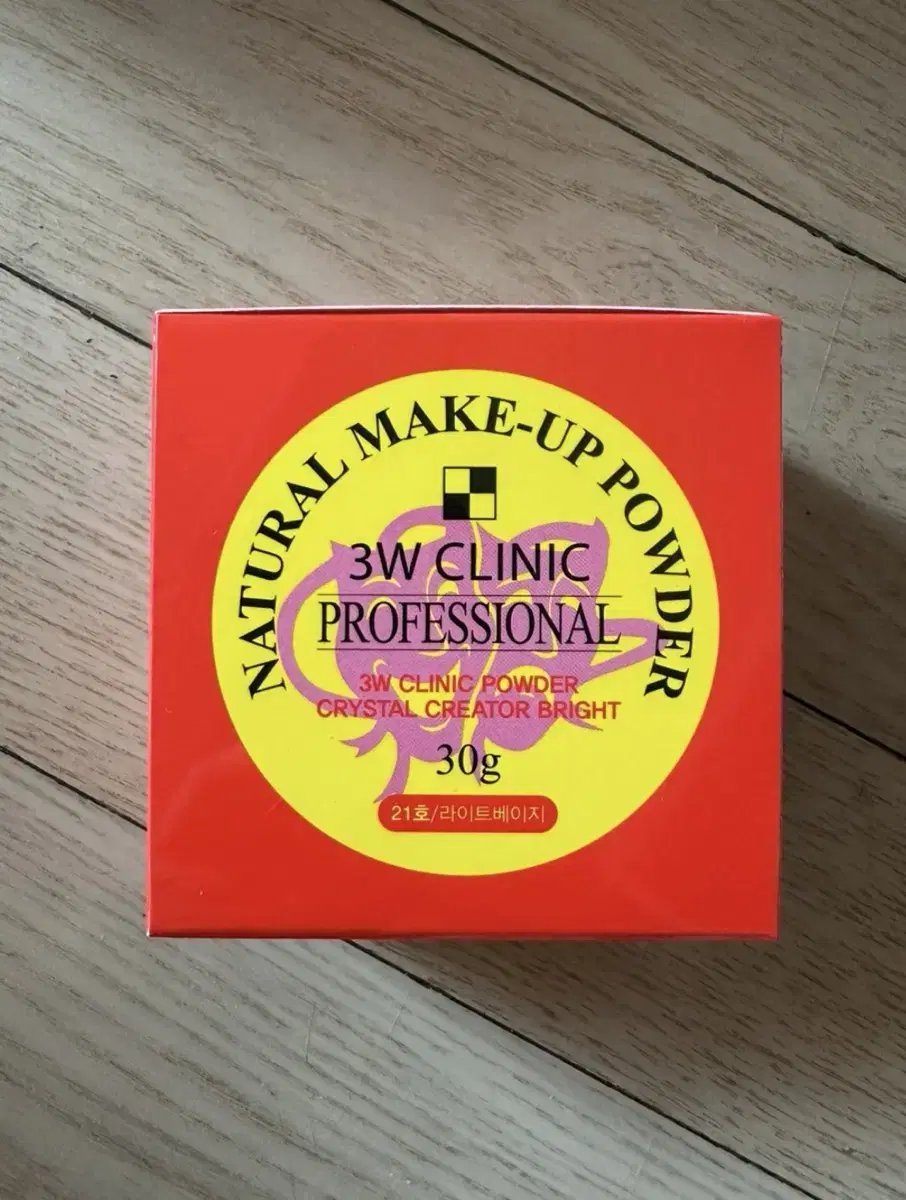 NATURAL MAKE-UP POWDER
3W CLINIC
PROFESSIONAL
3W CLINIC POWDER
CRYSTAL CREATOR BRIGHT
30g
21호/라이트베이지